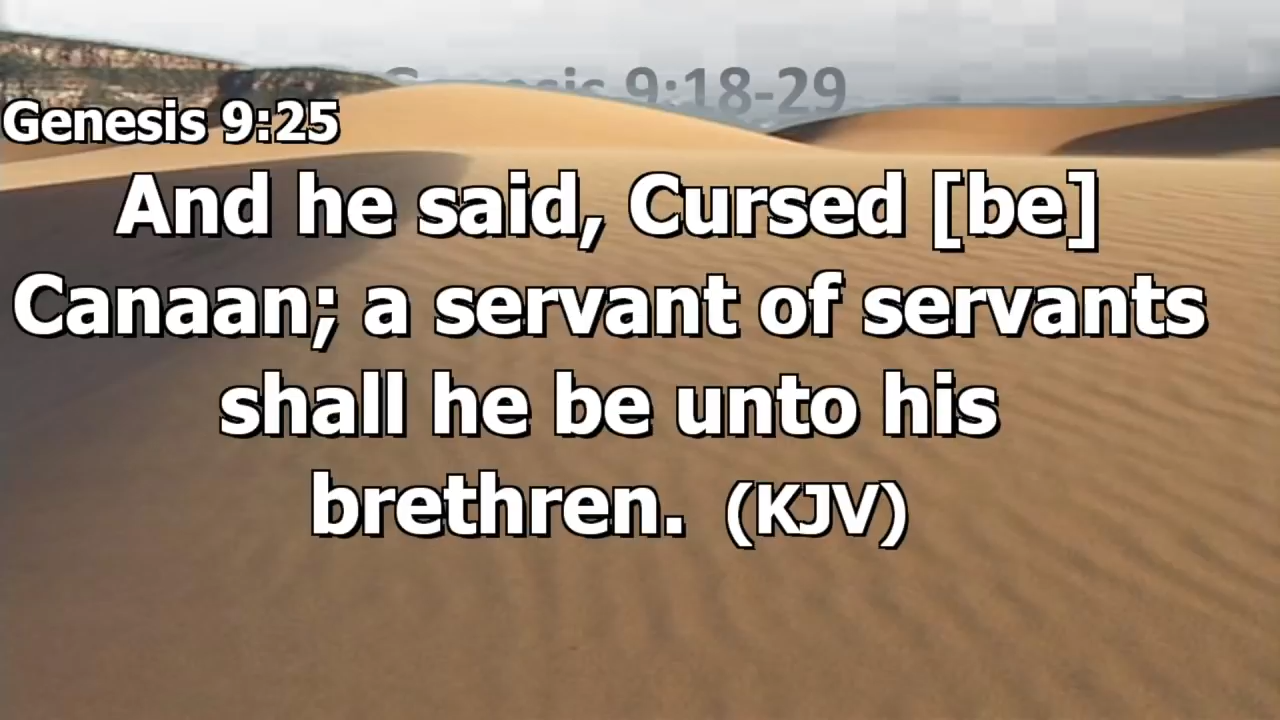 Genesis 9:18-29
Genesis 9:25
And he said, Cursed [be]
Canaan; a servant of servants
shall he be unto his
brethren. (KJV)